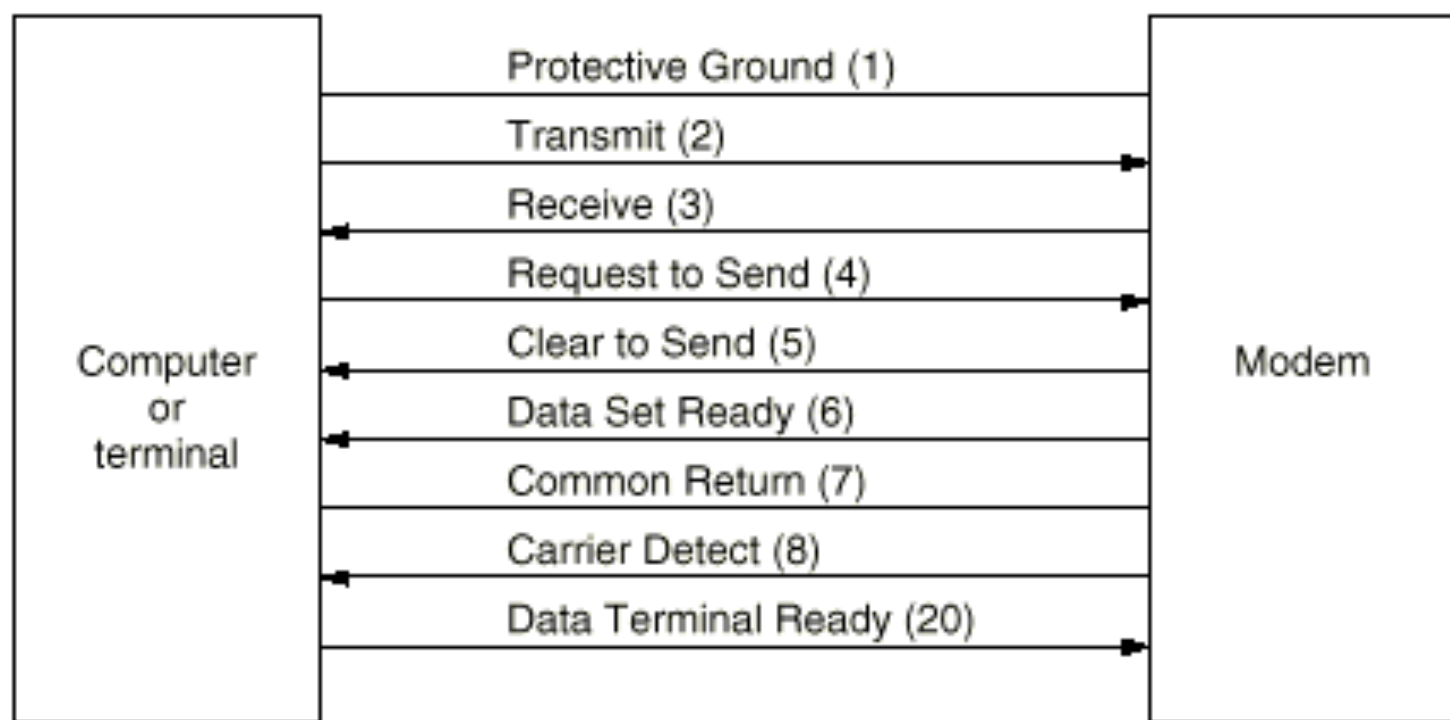 Protective Ground (1)
Transmit (2)
Receive (3)
Request to Send (4)
Clear to Send (5)
Data Set Ready (6)
Common Return (7)
Carrier Detect (8)
Data Terminal Ready (20)
Computer
or
terminal
Modem